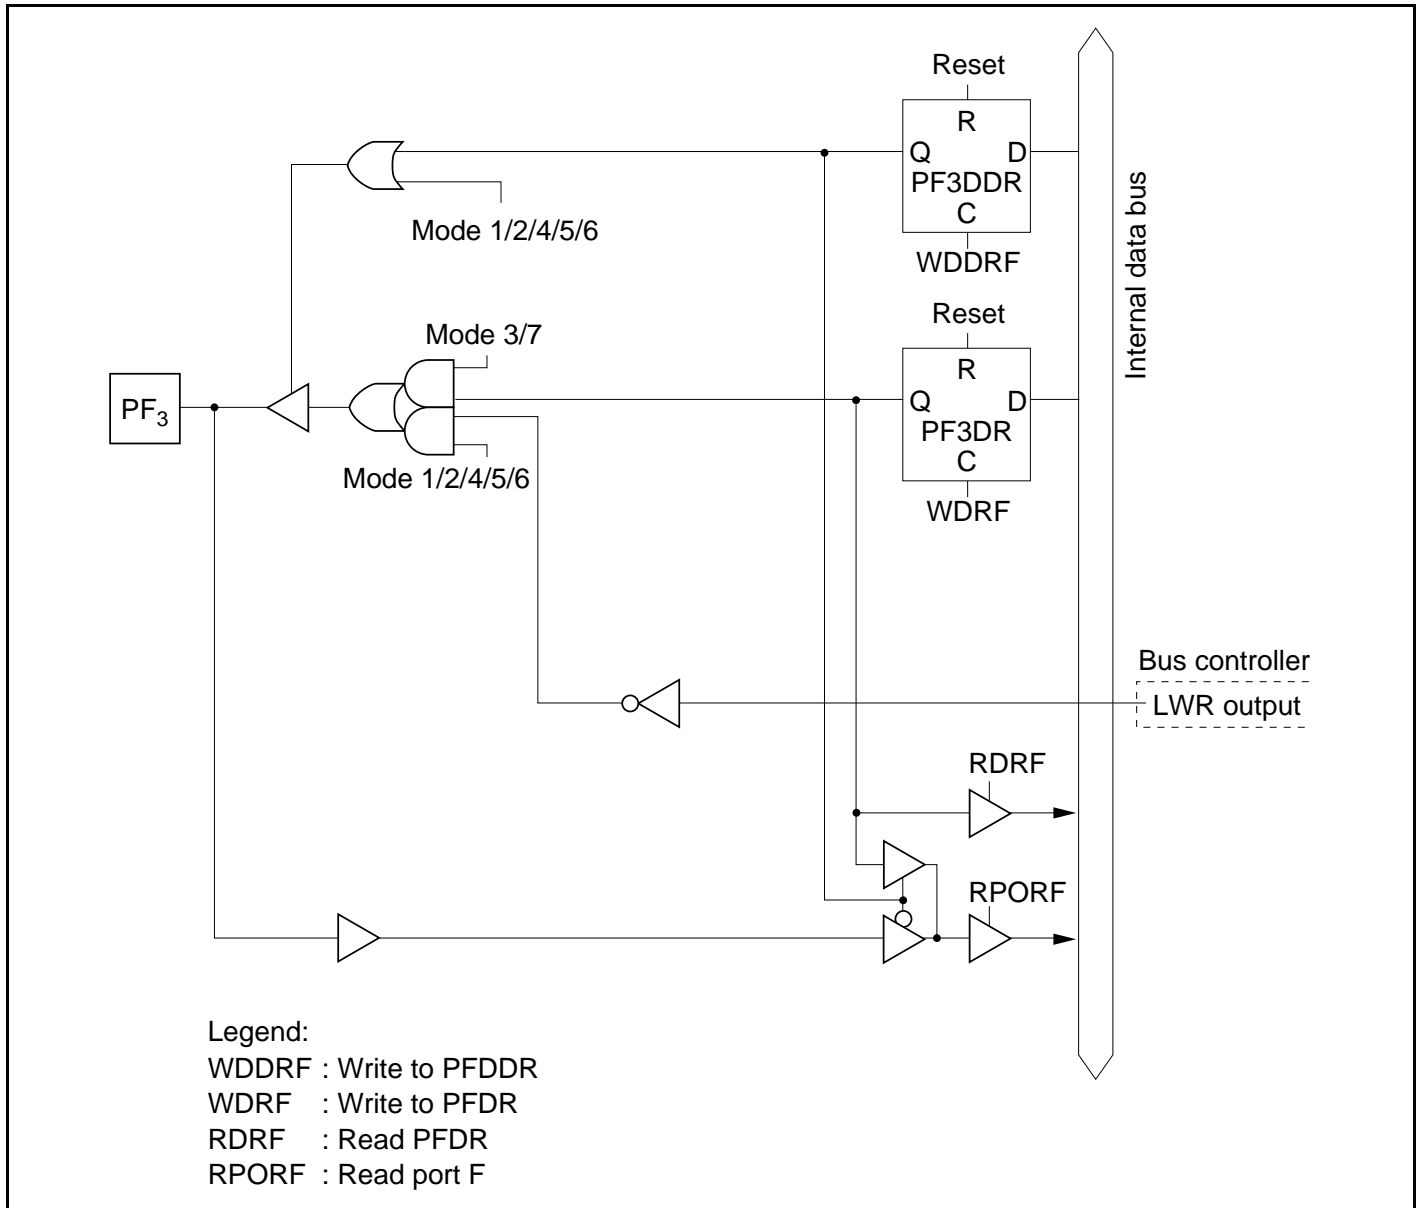 Reset
R
Q D
PF3DDR
C
WDDRF
Mode 1/2/4/5/6
Internal data bus
Reset
R
Q D
PF3DR
C
WDRF
Mode 3/7
PF3
Mode 1/2/4/5/6
Bus controller
LWR output
RDRF
RPORF
Legend:
WDDRF : Write to PFDDR
WDRF : Write to PFDR
RDRF : Read PFDR
RPORF : Read port F